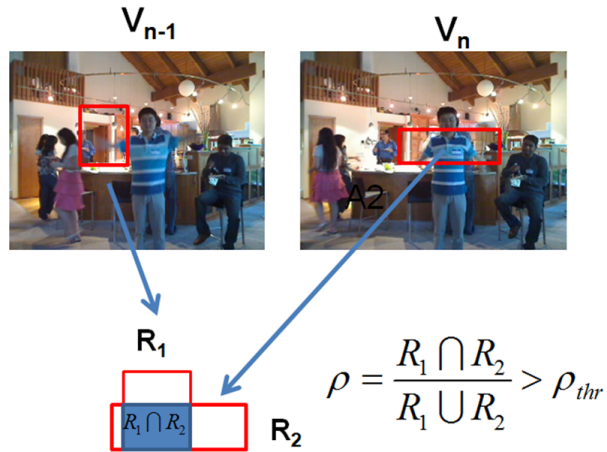 Vn-1
Vn
A2
R1
R1 ⋂ R2
R2
ρ = (R1 ⋂ R2) / (R1 ⋃ R2) > ρthr